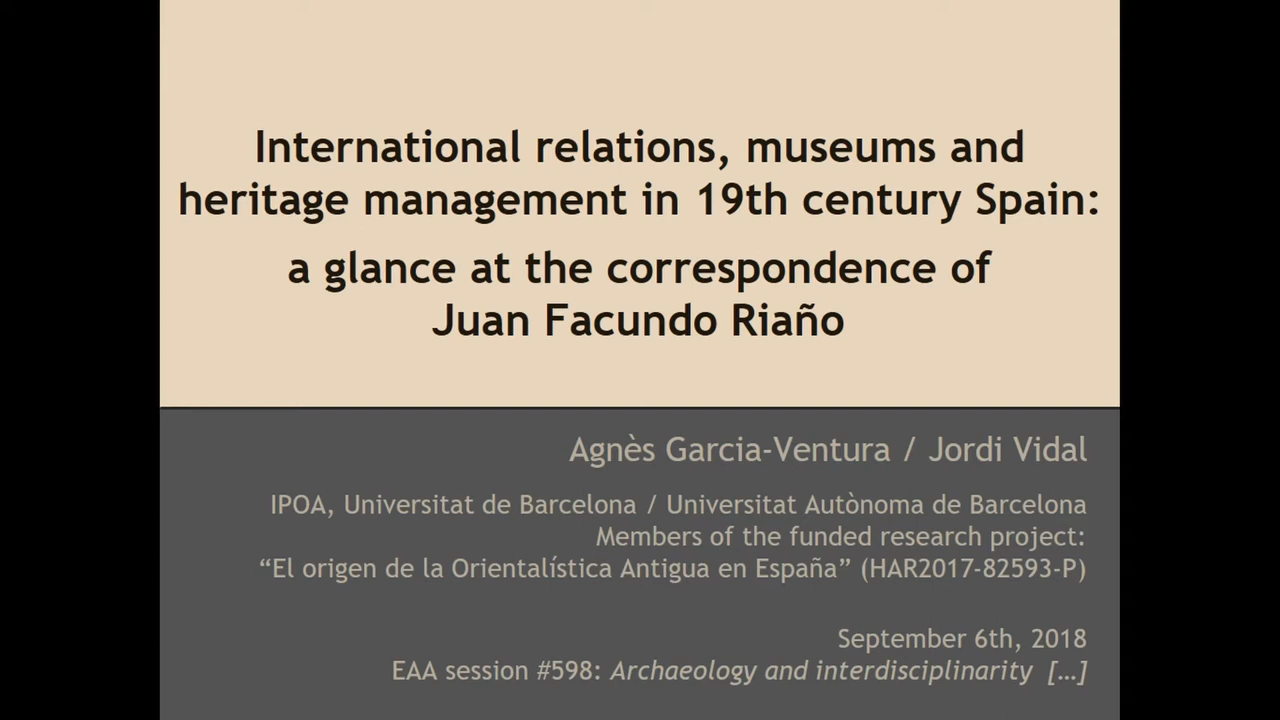 International relations, museums and
heritage management in 19th century Spain:
a glance at the correspondence of
Juan Facundo Riaño
Agnès Garcia-Ventura / Jordi Vidal
IPOA, Universitat de Barcelona / Universitat Autònoma de Barcelona
Members of the funded research project:
“El origen de la Orientalística Antigua en España” (HAR2017-82593-P)
September 6th, 2018
EAA session #598: Archaeology and interdisciplinarity […]